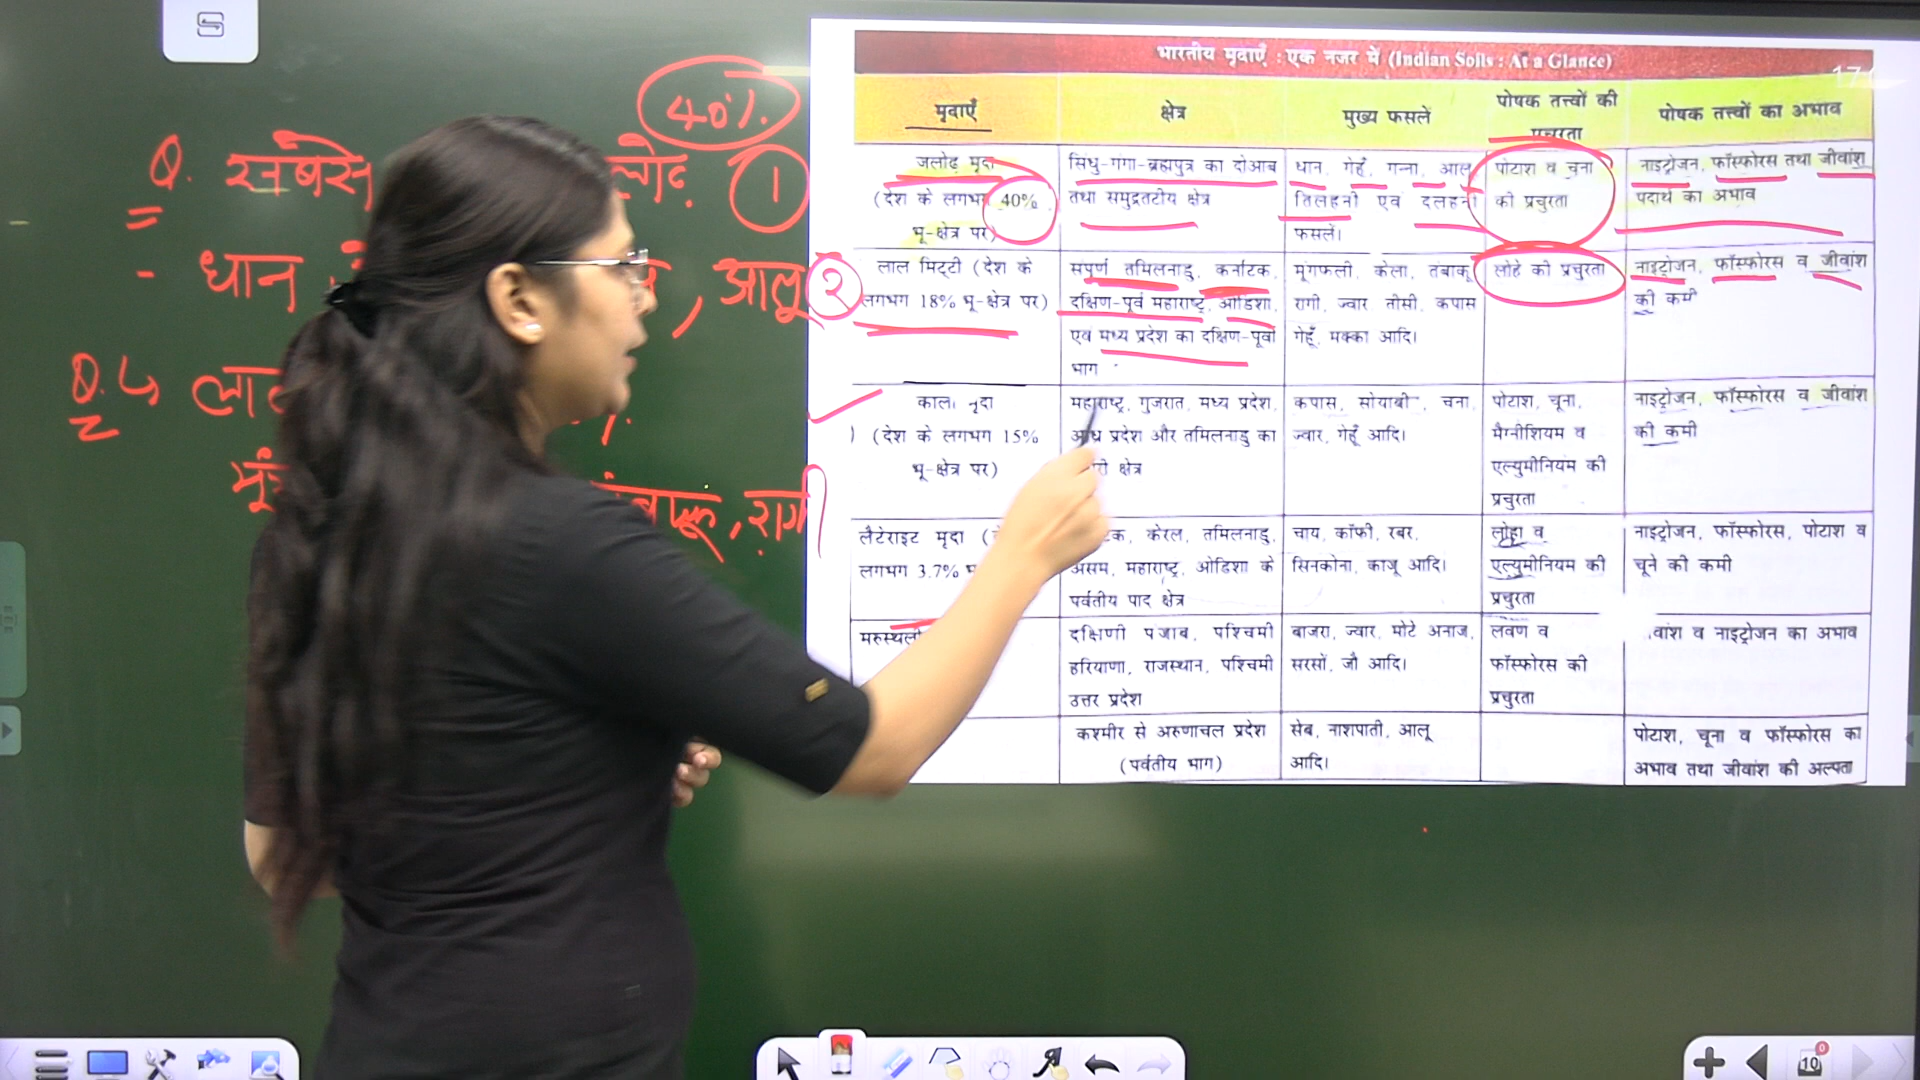 40%.
Q. सबसे
लोढ़ 1
- धान , , आलू
Q. ला
मूं , रागी
2
भारतीय मृदाएँ : एक नजर में (Indian Soils : At a Glance)
17
मृदाएँ क्षेत्र मुख्य फसलें पोषक तत्त्वों की प्रचुरता पोषक तत्त्वों का अभाव
जलोढ़ मृदा
(देश के लगभग 40%
भू-क्षेत्र पर)
सिंधु-गंगा-ब्रह्मपुत्र का दोआब
तथा समुद्रतटीय क्षेत्र
धान, गेहूँ, गन्ना, आलू
तिलहनी एवं दलहनी
फसलें।
पोटाश व चूना
की प्रचुरता
नाइट्रोजन, फॉस्फोरस तथा जीवांश
पदार्थ का अभाव
लाल मिट्टी (देश के
लगभग 18% भू-क्षेत्र पर)
संपूर्ण तमिलनाडु, कर्नाटक,
दक्षिण-पूर्व महाराष्ट्र, ओडिशा,
एवं मध्य प्रदेश का दक्षिण-पूर्वी
भाग
मूंगफली, केला, तंबाकू
रागी, ज्वार तीसी, कपास
गेहूँ, मक्का आदि।
लोहे की प्रचुरता
नाइट्रोजन, फॉस्फोरस व जीवांश
की कमी
काली मृदा
(देश के लगभग 15%
भू-क्षेत्र पर)
महाराष्ट्र, गुजरात, मध्य प्रदेश,
आंध्र प्रदेश और तमिलनाडु का
क्षेत्र
कपास, सोयाबीन, चना,
ज्वार, गेहूँ आदि।
पोटाश, चूना,
मैग्नीशियम व
एल्युमीनियम की
प्रचुरता
नाइट्रोजन, फॉस्फोरस व जीवांश
की कमी
लैटेराइट मृदा
लगभग 3.7%
केरल, तमिलनाडु,
असम, महाराष्ट्र, ओडिशा के
पर्वतीय पाद क्षेत्र
चाय, कॉफी, रबर,
सिनकोना, काजू आदि।
लोहा व
एल्युमीनियम की
प्रचुरता
नाइट्रोजन, फॉस्फोरस, पोटाश व
चूने की कमी
मरुस्थली
दक्षिणी पंजाब, पश्चिमी
हरियाणा, राजस्थान, पश्चिमी
उत्तर प्रदेश
बाजरा, ज्वार, मोटे अनाज,
सरसों, जौ आदि।
लवण व
फॉस्फोरस की
प्रचुरता
वांश व नाइट्रोजन का अभाव
कश्मीर से अरुणाचल प्रदेश
(पर्वतीय भाग)
सेब, नाशपाती, आलू
आदि।
पोटाश, चूना व फॉस्फोरस का
अभाव तथा जीवांश की अल्पता
10
0